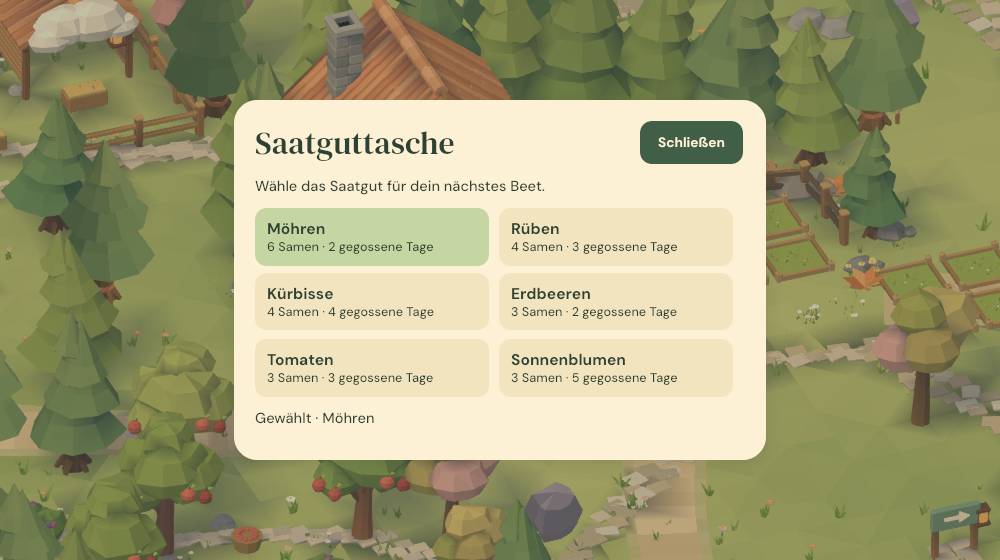 Saatguttasche
Schließen
Wähle das Saatgut für dein nächstes Beet.
Möhren
6 Samen · 2 gegossene Tage
Rüben
4 Samen · 3 gegossene Tage
Kürbisse
4 Samen · 4 gegossene Tage
Erdbeeren
3 Samen · 2 gegossene Tage
Tomaten
3 Samen · 3 gegossene Tage
Sonnenblumen
3 Samen · 5 gegossene Tage
Gewählt · Möhren